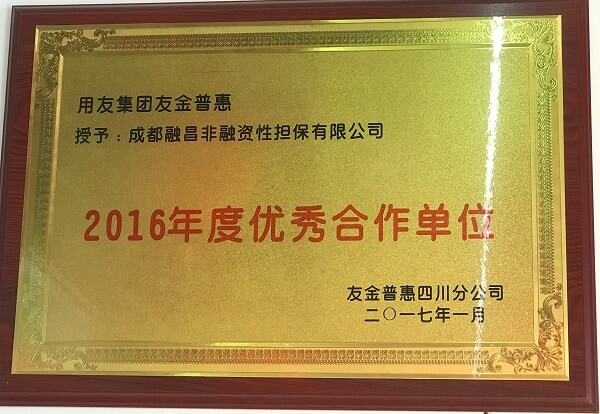 用友集团友金普惠
授予：成都融昌非融资性担保有限公司
2016年度优秀合作单位
友金普惠四川分公司
二〇一七年一月